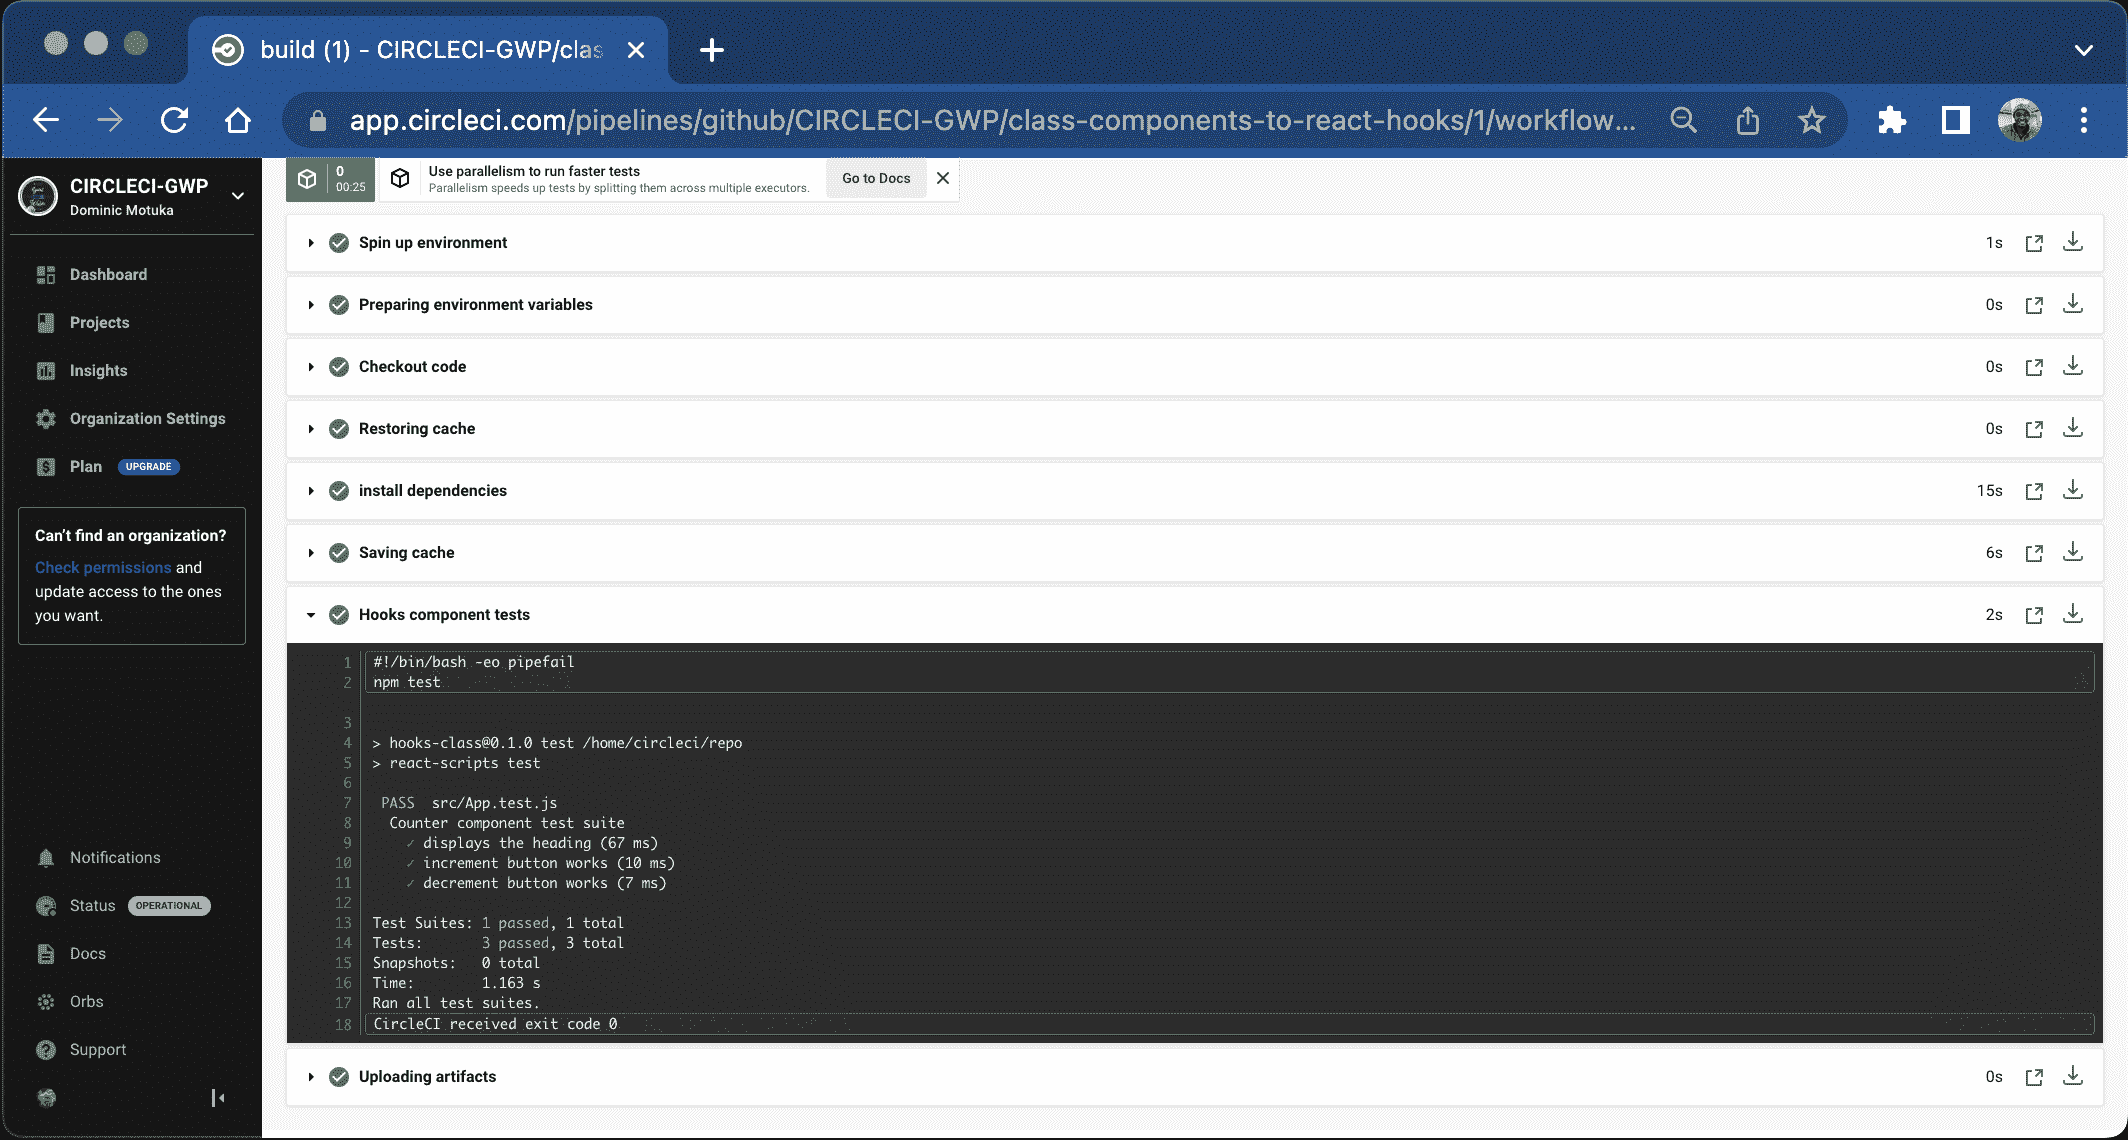 build (1) - CIRCLECI-GWP/clas
app.circleci.com/pipelines/github/CIRCLECI-GWP/class-components-to-react-hooks/1/workflow...
CIRCLECI-GWP
Dominic Motuka
Dashboard
Projects
Insights
Organization Settings
Plan UPGRADE
Can't find an organization?
Check permissions and
update access to the ones
you want.
Notifications
Status OPERATIONAL
Docs
Orbs
Support
0
00:25
Use parallelism to run faster tests
Parallelism speeds up tests by splitting them across multiple executors.
Go to Docs
Spin up environment 1s
Preparing environment variables 0s
Checkout code 0s
Restoring cache 0s
install dependencies 15s
Saving cache 6s
Hooks component tests 2s
1 #!/bin/bash -eo pipefail
2 npm test
3
4 > hooks-class@0.1.0 test /home/circleci/repo
5 > react-scripts test
6
7 PASS src/App.test.js
8 Counter component test suite
9 ✓ displays the heading (67 ms)
10 ✓ increment button works (10 ms)
11 ✓ decrement button works (7 ms)
12
13 Test Suites: 1 passed, 1 total
14 Tests: 3 passed, 3 total
15 Snapshots: 0 total
16 Time: 1.163 s
17 Ran all test suites.
18 CircleCI received exit code 0
Uploading artifacts 0s